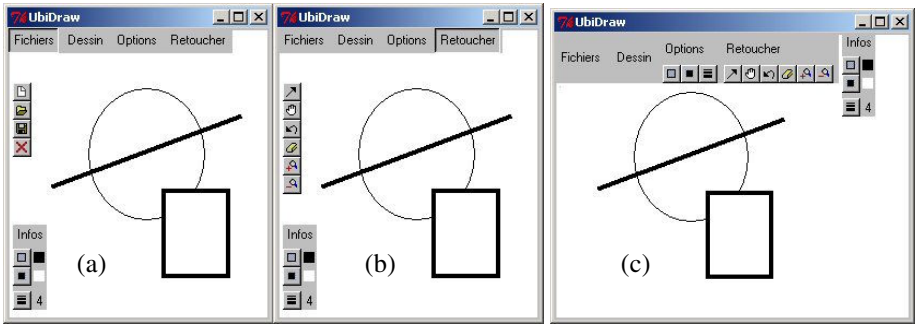 UbiDraw
Fichiers Dessin Options Retoucher
Infos
4
(a)
UbiDraw
Fichiers Dessin Options Retoucher
Infos
4
(b)
UbiDraw
Fichiers Dessin Options Retoucher
Infos
4
(c)